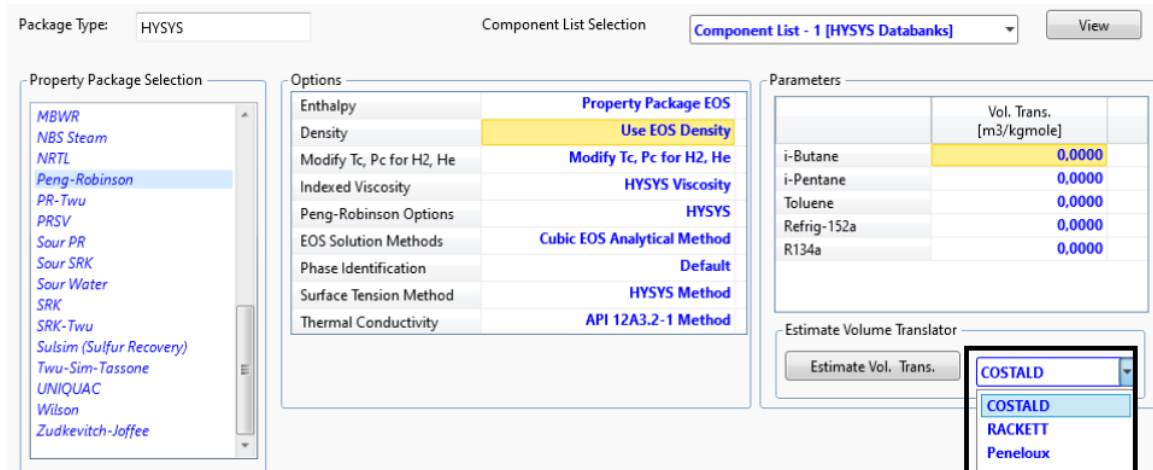 Package Type: HYSYS Component List Selection Component List - 1 [HYSYS Databanks] View
Property Package Selection
MBWR
NBS Steam
NRTL
Peng-Robinson
PR-Twu
PRSV
Sour PR
Sour SRK
Sour Water
SRK
SRK-Twu
Sulsim (Sulfur Recovery)
Twu-Sim-Tassone
UNIQUAC
Wilson
Zudkevitch-Joffee
Options
Enthalpy Property Package EOS
Density Use EOS Density
Modify Tc, Pc for H2, He Modify Tc, Pc for H2, He
Indexed Viscosity HYSYS Viscosity
Peng-Robinson Options HYSYS
EOS Solution Methods Cubic EOS Analytical Method
Phase Identification Default
Surface Tension Method HYSYS Method
Thermal Conductivity API 12A3.2-1 Method
Parameters
Vol. Trans.
[m3/kgmole]
i-Butane 0,0000
i-Pentane 0,0000
Toluene 0,0000
Refrig-152a 0,0000
R134a 0,0000
Estimate Volume Translator
Estimate Vol. Trans. COSTALD
COSTALD
RACKETT
Peneloux